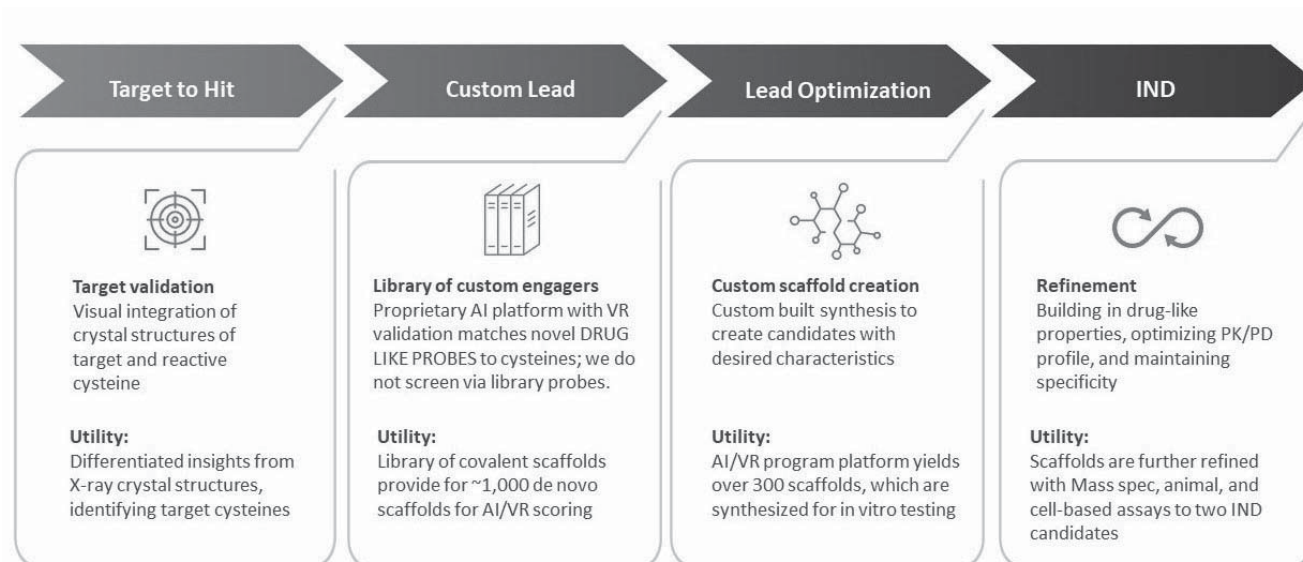 Target to Hit
Custom Lead
Lead Optimization
IND
Target validation
Visual integration of
crystal structures of
target and reactive
cysteine
Utility:
Differentiated insights from
X-ray crystal structures,
identifying target cysteines
Library of custom engagers
Proprietary AI platform with VR
validation matches novel DRUG
LIKE PROBES to cysteines; we do
not screen via library probes.
Utility:
Library of covalent scaffolds
provide for ~1,000 de novo
scaffolds for AI/VR scoring
Custom scaffold creation
Custom built synthesis to
create candidates with
desired characteristics
Utility:
AI/VR program platform yields
over 300 scaffolds, which are
synthesized for in vitro testing
Refinement
Building in drug-like
properties, optimizing PK/PD
profile, and maintaining
specificity
Utility:
Scaffolds are further refined
with Mass spec, animal, and
cell-based assays to two IND
candidates